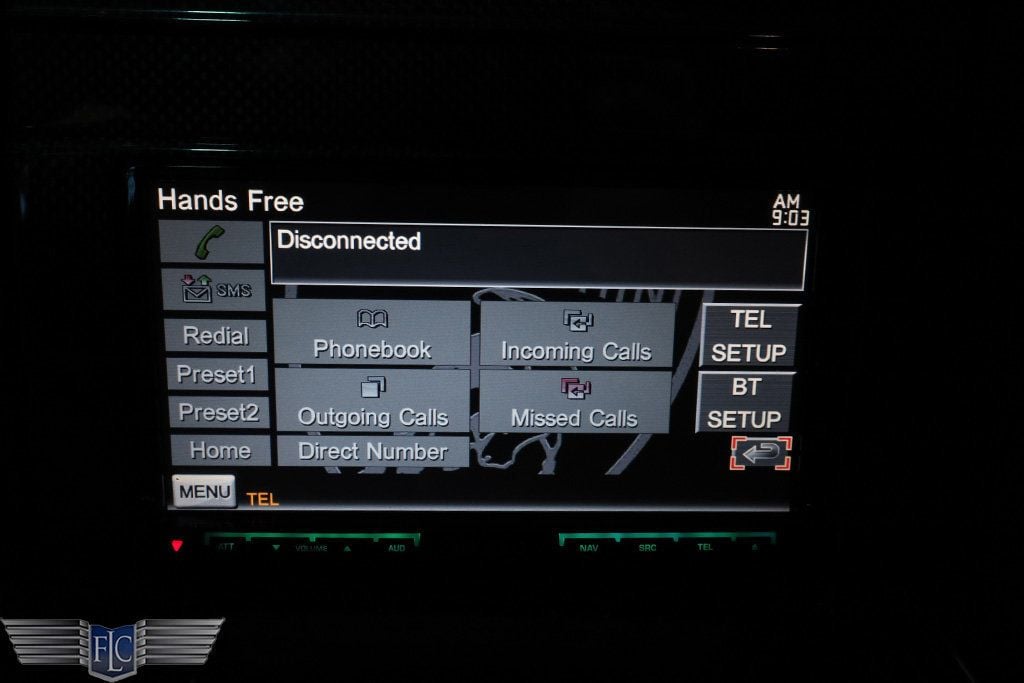 Hands Free
AM
9:03
Disconnected
SMS
Redial
Preset1
Preset2
Home
Phonebook
Incoming Calls
Outgoing Calls
Missed Calls
Direct Number
TEL
SETUP
BT
SETUP
MENU
TEL
ATT
VOLUME
AUD
NAV
SRC
TEL
FLC